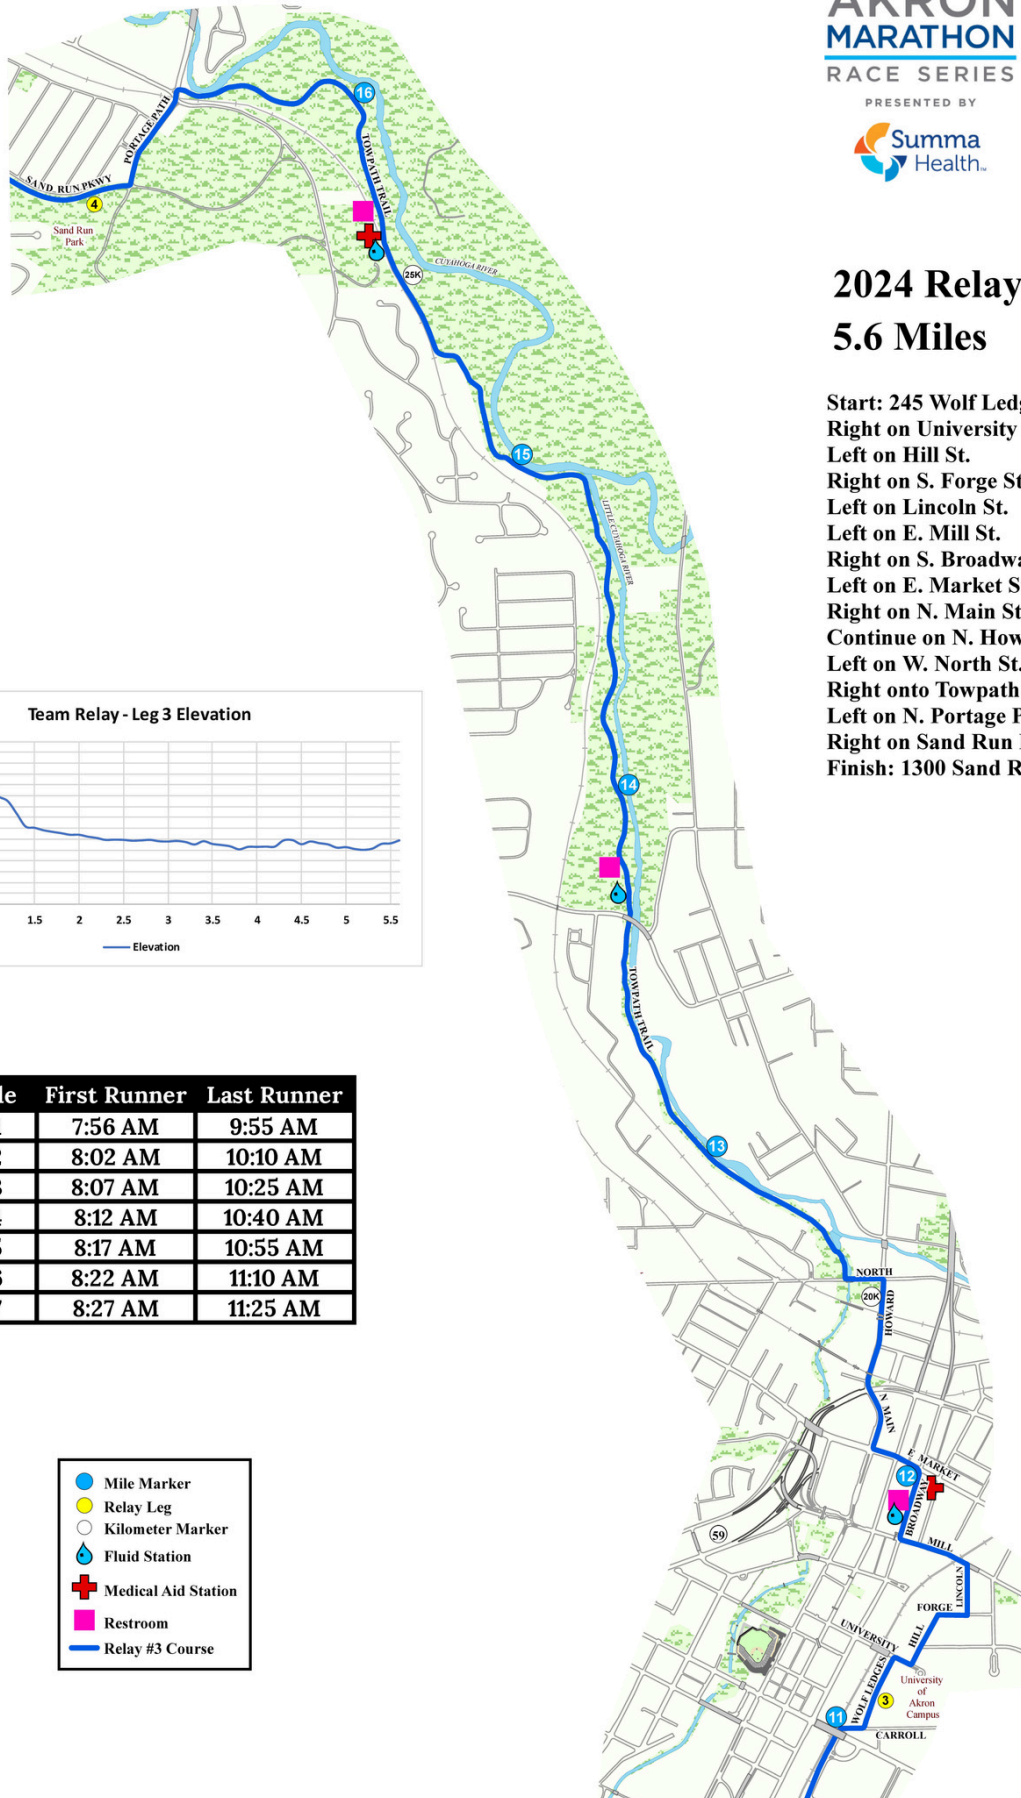 AKRON
MARATHON
RACE SERIES
PRESENTED BY
Summa
Health™
2024 Relay
5.6 Miles
Start: 245 Wolf Ledg
Right on University
Left on Hill St.
Right on S. Forge St
Left on Lincoln St.
Left on E. Mill St.
Right on S. Broadwa
Left on E. Market S
Right on N. Main St
Continue on N. How
Left on W. North St.
Right onto Towpath
Left on N. Portage P
Right on Sand Run
Finish: 1300 Sand R
16
PORTAGE PATH
TOWPATH TRAIL
SAND RUN PKWY
4
Sand Run
Park
CUYAHOGA RIVER
25K
15
LITTLE CUYAHOGA RIVER
14
TOWPATH TRAIL
13
NORTH
20K
HOWARD
N MAIN
E. MARKET
12
BROADWAY
59
MILL
LINCOLN
FORGE
HILL
UNIVERSITY
WOLF LEDGES
University
of
Akron
Campus
3
11
CARROLL
Team Relay - Leg 3 Elevation
1.5 2 2.5 3 3.5 4 4.5 5 5.5
Elevation
le First Runner Last Runner
7:56 AM 9:55 AM
8:02 AM 10:10 AM
8:07 AM 10:25 AM
8:12 AM 10:40 AM
8:17 AM 10:55 AM
8:22 AM 11:10 AM
8:27 AM 11:25 AM
Mile Marker
Relay Leg
Kilometer Marker
Fluid Station
Medical Aid Station
Restroom
Relay #3 Course